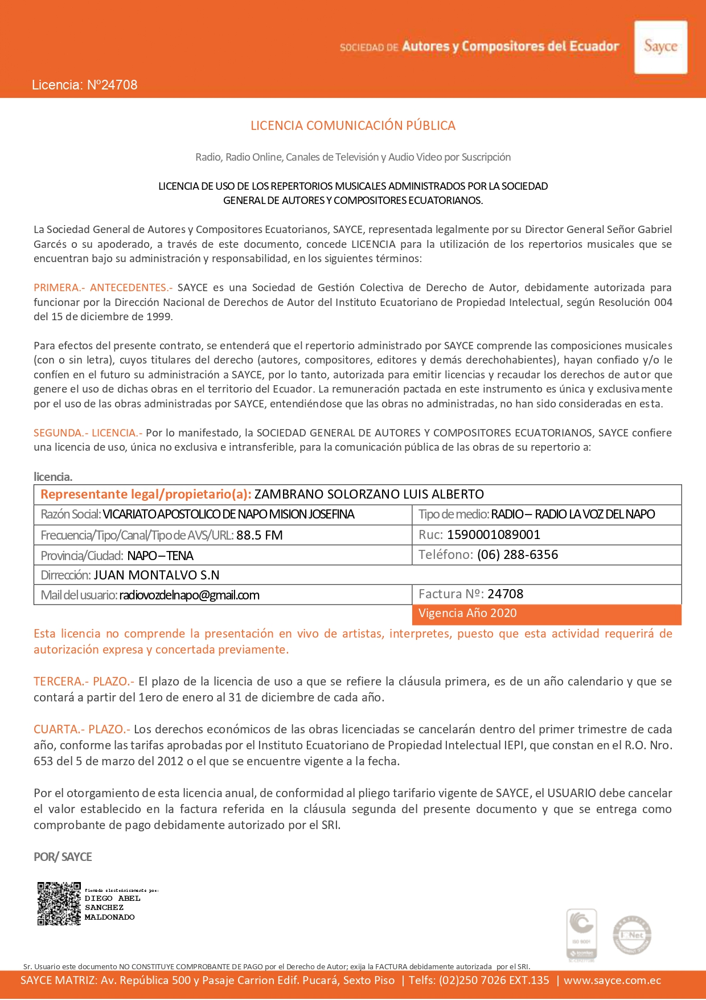 SOCIEDAD DE Autores y Compositores del Ecuador
Sayce
Licencia: Nº24708
LICENCIA COMUNICACIÓN PÚBLICA
Radio, Radio Online, Canales de Televisión y Audio Video por Suscripción
LICENCIA DE USO DE LOS REPERTORIOS MUSICALES ADMINISTRADOS POR LA SOCIEDAD
GENERAL DE AUTORES Y COMPOSITORES ECUATORIANOS.
La Sociedad General de Autores y Compositores Ecuatorianos, SAYCE, representada legalmente por su Director General Señor Gabriel
Garcés o su apoderado, a través de este documento, concede LICENCIA para la utilización de los repertorios musicales que se
encuentran bajo su administración y responsabilidad, en los siguientes términos:
PRIMERA.- ANTECEDENTES.- SAYCE es una Sociedad de Gestión Colectiva de Derecho de Autor, debidamente autorizada para
funcionar por la Dirección Nacional de Derechos de Autor del Instituto Ecuatoriano de Propiedad Intelectual, según Resolución 004
del 15 de diciembre de 1999.
Para efectos del presente contrato, se entenderá que el repertorio administrado por SAYCE comprende las composiciones musicales
(con o sin letra), cuyos titulares del derecho (autores, compositores, editores y demás derechohabientes), hayan confiado y/o le
confíen en el futuro su administración a SAYCE, por lo tanto, autorizada para emitir licencias y recaudar los derechos de autor que
genere el uso de dichas obras en el territorio del Ecuador. La remuneración pactada en este instrumento es única y exclusivamente
por el uso de las obras administradas por SAYCE, entendiéndose que las obras no administradas, no han sido consideradas en esta.
SEGUNDA.- LICENCIA.- Por lo manifestado, la SOCIEDAD GENERAL DE AUTORES Y COMPOSITORES ECUATORIANOS, SAYCE confiere
una licencia de uso, única no exclusiva e intransferible, para la comunicación pública de las obras de su repertorio a:
licencia.
Representante legal/propietario(a): ZAMBRANO SOLORZANO LUIS ALBERTO
Razón Social: VICARIATO APOSTOLICO DE NAPO MISION JOSEFINA
Tipo de medio: RADIO – RADIO LA VOZ DEL NAPO
Frecuencia/Tipo/Canal/Tipo de AVS/URL: 88.5 FM
Ruc: 1590001089001
Provincia/Ciudad: NAPO – TENA
Teléfono: (06) 288-6356
Dirrección: JUAN MONTALVO S.N
Mail del usuario: radiovozdelnapo@gmail.com
Factura Nº: 24708
Vigencia Año 2020
Esta licencia no comprende la presentación en vivo de artistas, interpretes, puesto que esta actividad requerirá de
autorización expresa y concertada previamente.
TERCERA.- PLAZO.- El plazo de la licencia de uso a que se refiere la cláusula primera, es de un año calendario y que se
contará a partir del 1ero de enero al 31 de diciembre de cada año.
CUARTA.- PLAZO.- Los derechos económicos de las obras licenciadas se cancelarán dentro del primer trimestre de cada
año, conforme las tarifas aprobadas por el Instituto Ecuatoriano de Propiedad Intelectual IEPI, que constan en el R.O. Nro.
653 del 5 de marzo del 2012 o el que se encuentre vigente a la fecha.
Por el otorgamiento de esta licencia anual, de conformidad al pliego tarifario vigente de SAYCE, el USUARIO debe cancelar
el valor establecido en la factura referida en la cláusula segunda del presente documento y que se entrega como
comprobante de pago debidamente autorizado por el SRI.
POR/ SAYCE
Firmado electrónicamente por:
DIEGO ABEL
SANCHEZ
MALDONADO
ISO 9001
CERTIFIED
IQNet
MANAGEMENT SYSTEM
Sr. Usuario este documento NO CONSTITUYE COMPROBANTE DE PAGO por el Derecho de Autor; exija la FACTURA debidamente autorizada por el SRI.
SAYCE MATRIZ: Av. República 500 y Pasaje Carrion Edif. Pucará, Sexto Piso | Telfs: (02)250 7026 EXT.135 | www.sayce.com.ec